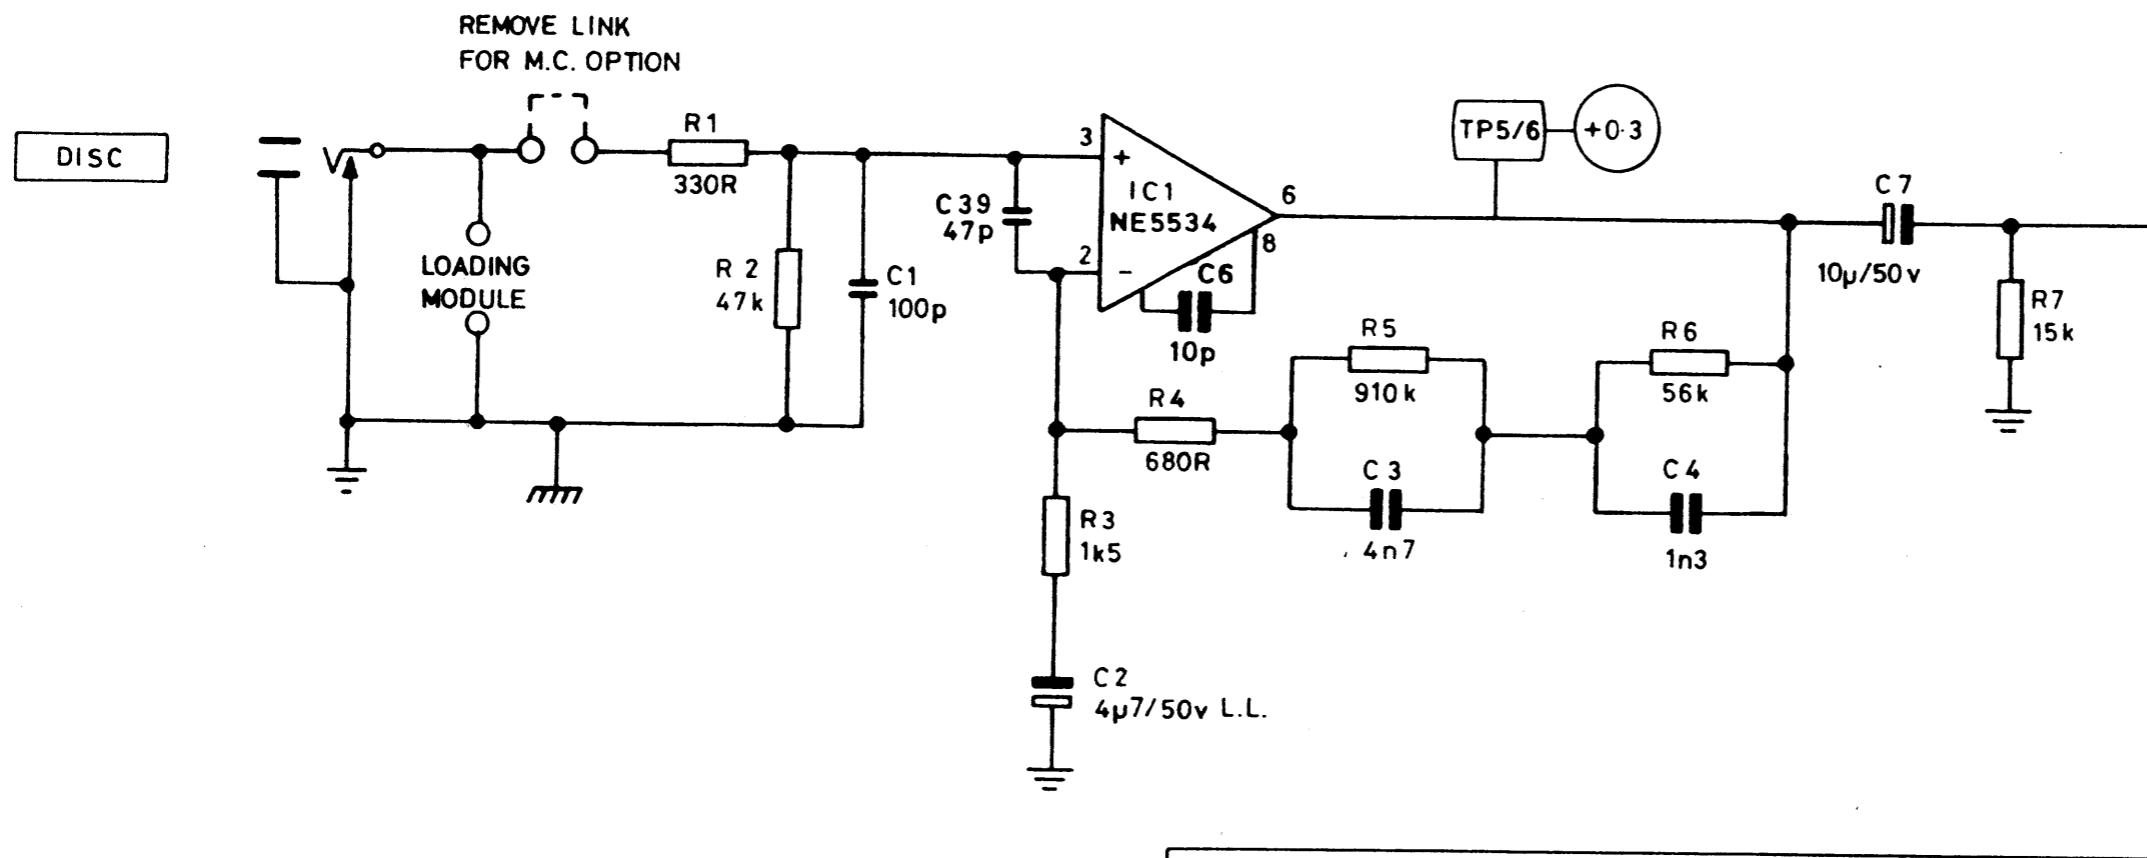 REMOVE LINK
FOR M.C. OPTION
DISC
R1
330R
LOADING
MODULE
R2
47k
C1
100p
C39
47p
3
+
IC1
NE5534
2
-
6
8
C6
10p
TP5/6
+0·3
C7
10µ/50v
R7
15k
R5
910k
R6
56k
R4
680R
C3
4n7
C4
1n3
R3
1k5
C2
4µ7/50v L.L.